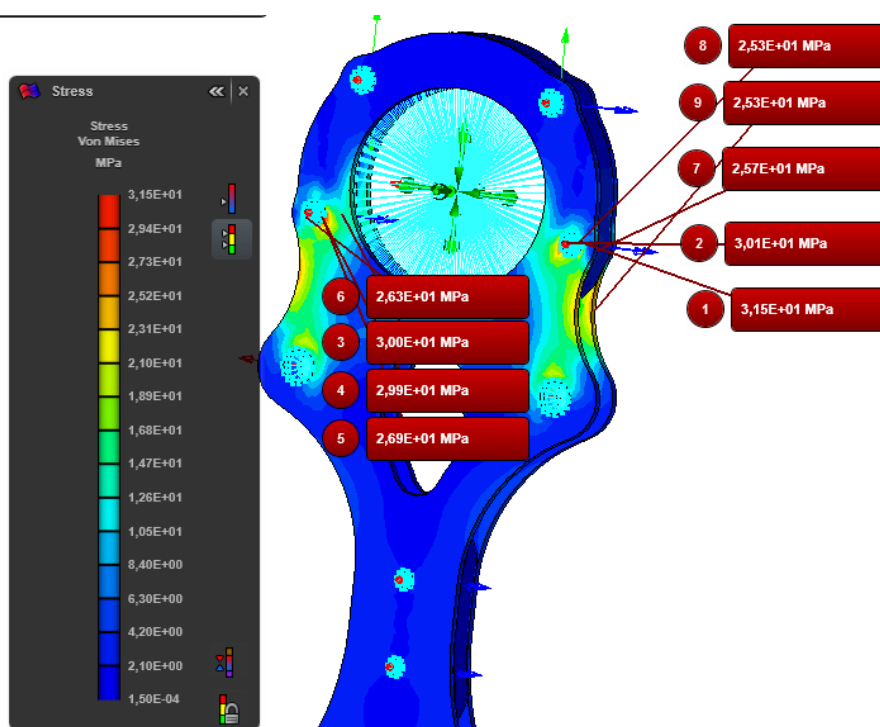 Stress
Stress
Von Mises
MPa
3,15E+01
2,94E+01
2,73E+01
2,52E+01
2,31E+01
2,10E+01
1,89E+01
1,68E+01
1,47E+01
1,26E+01
1,05E+01
8,40E+00
6,30E+00
4,20E+00
2,10E+00
1,50E-04
8 2,53E+01 MPa
9 2,53E+01 MPa
7 2,57E+01 MPa
2 3,01E+01 MPa
1 3,15E+01 MPa
6 2,63E+01 MPa
3 3,00E+01 MPa
4 2,99E+01 MPa
5 2,69E+01 MPa